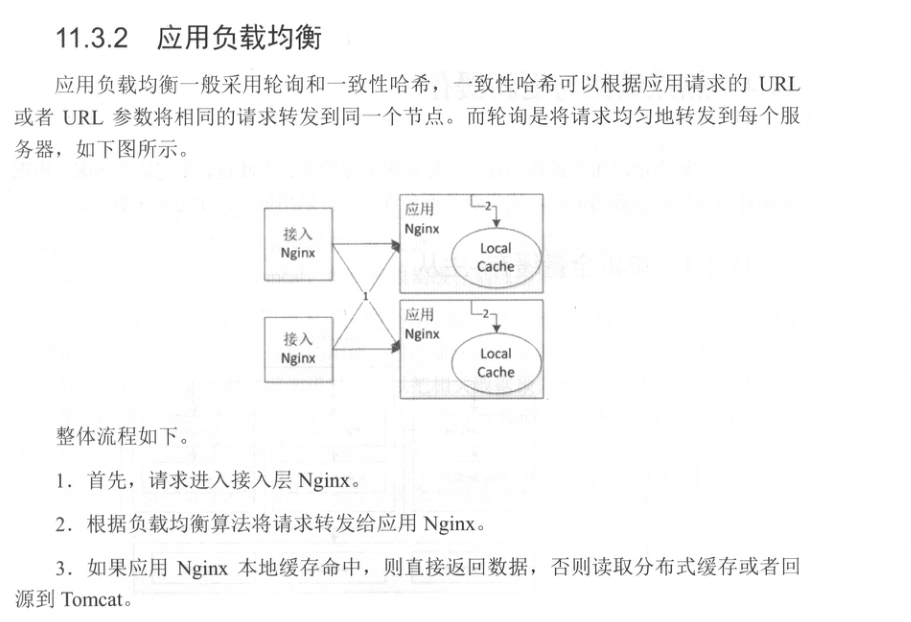 11.3.2 应用负载均衡
应用负载均衡一般采用轮询和一致性哈希，一致性哈希可以根据应用请求的 URL
或者 URL 参数将相同的请求转发到同一个节点。而轮询是将请求均匀地转发到每个服
务器，如下图所示。
接入
Nginx
应用
Nginx
2
Local
Cache
1
接入
Nginx
应用
Nginx
2
Local
Cache
整体流程如下。
1．首先，请求进入接入层 Nginx。
2．根据负载均衡算法将请求转发给应用 Nginx。
3．如果应用 Nginx 本地缓存命中，则直接返回数据，否则读取分布式缓存或者回
源到 Tomcat。